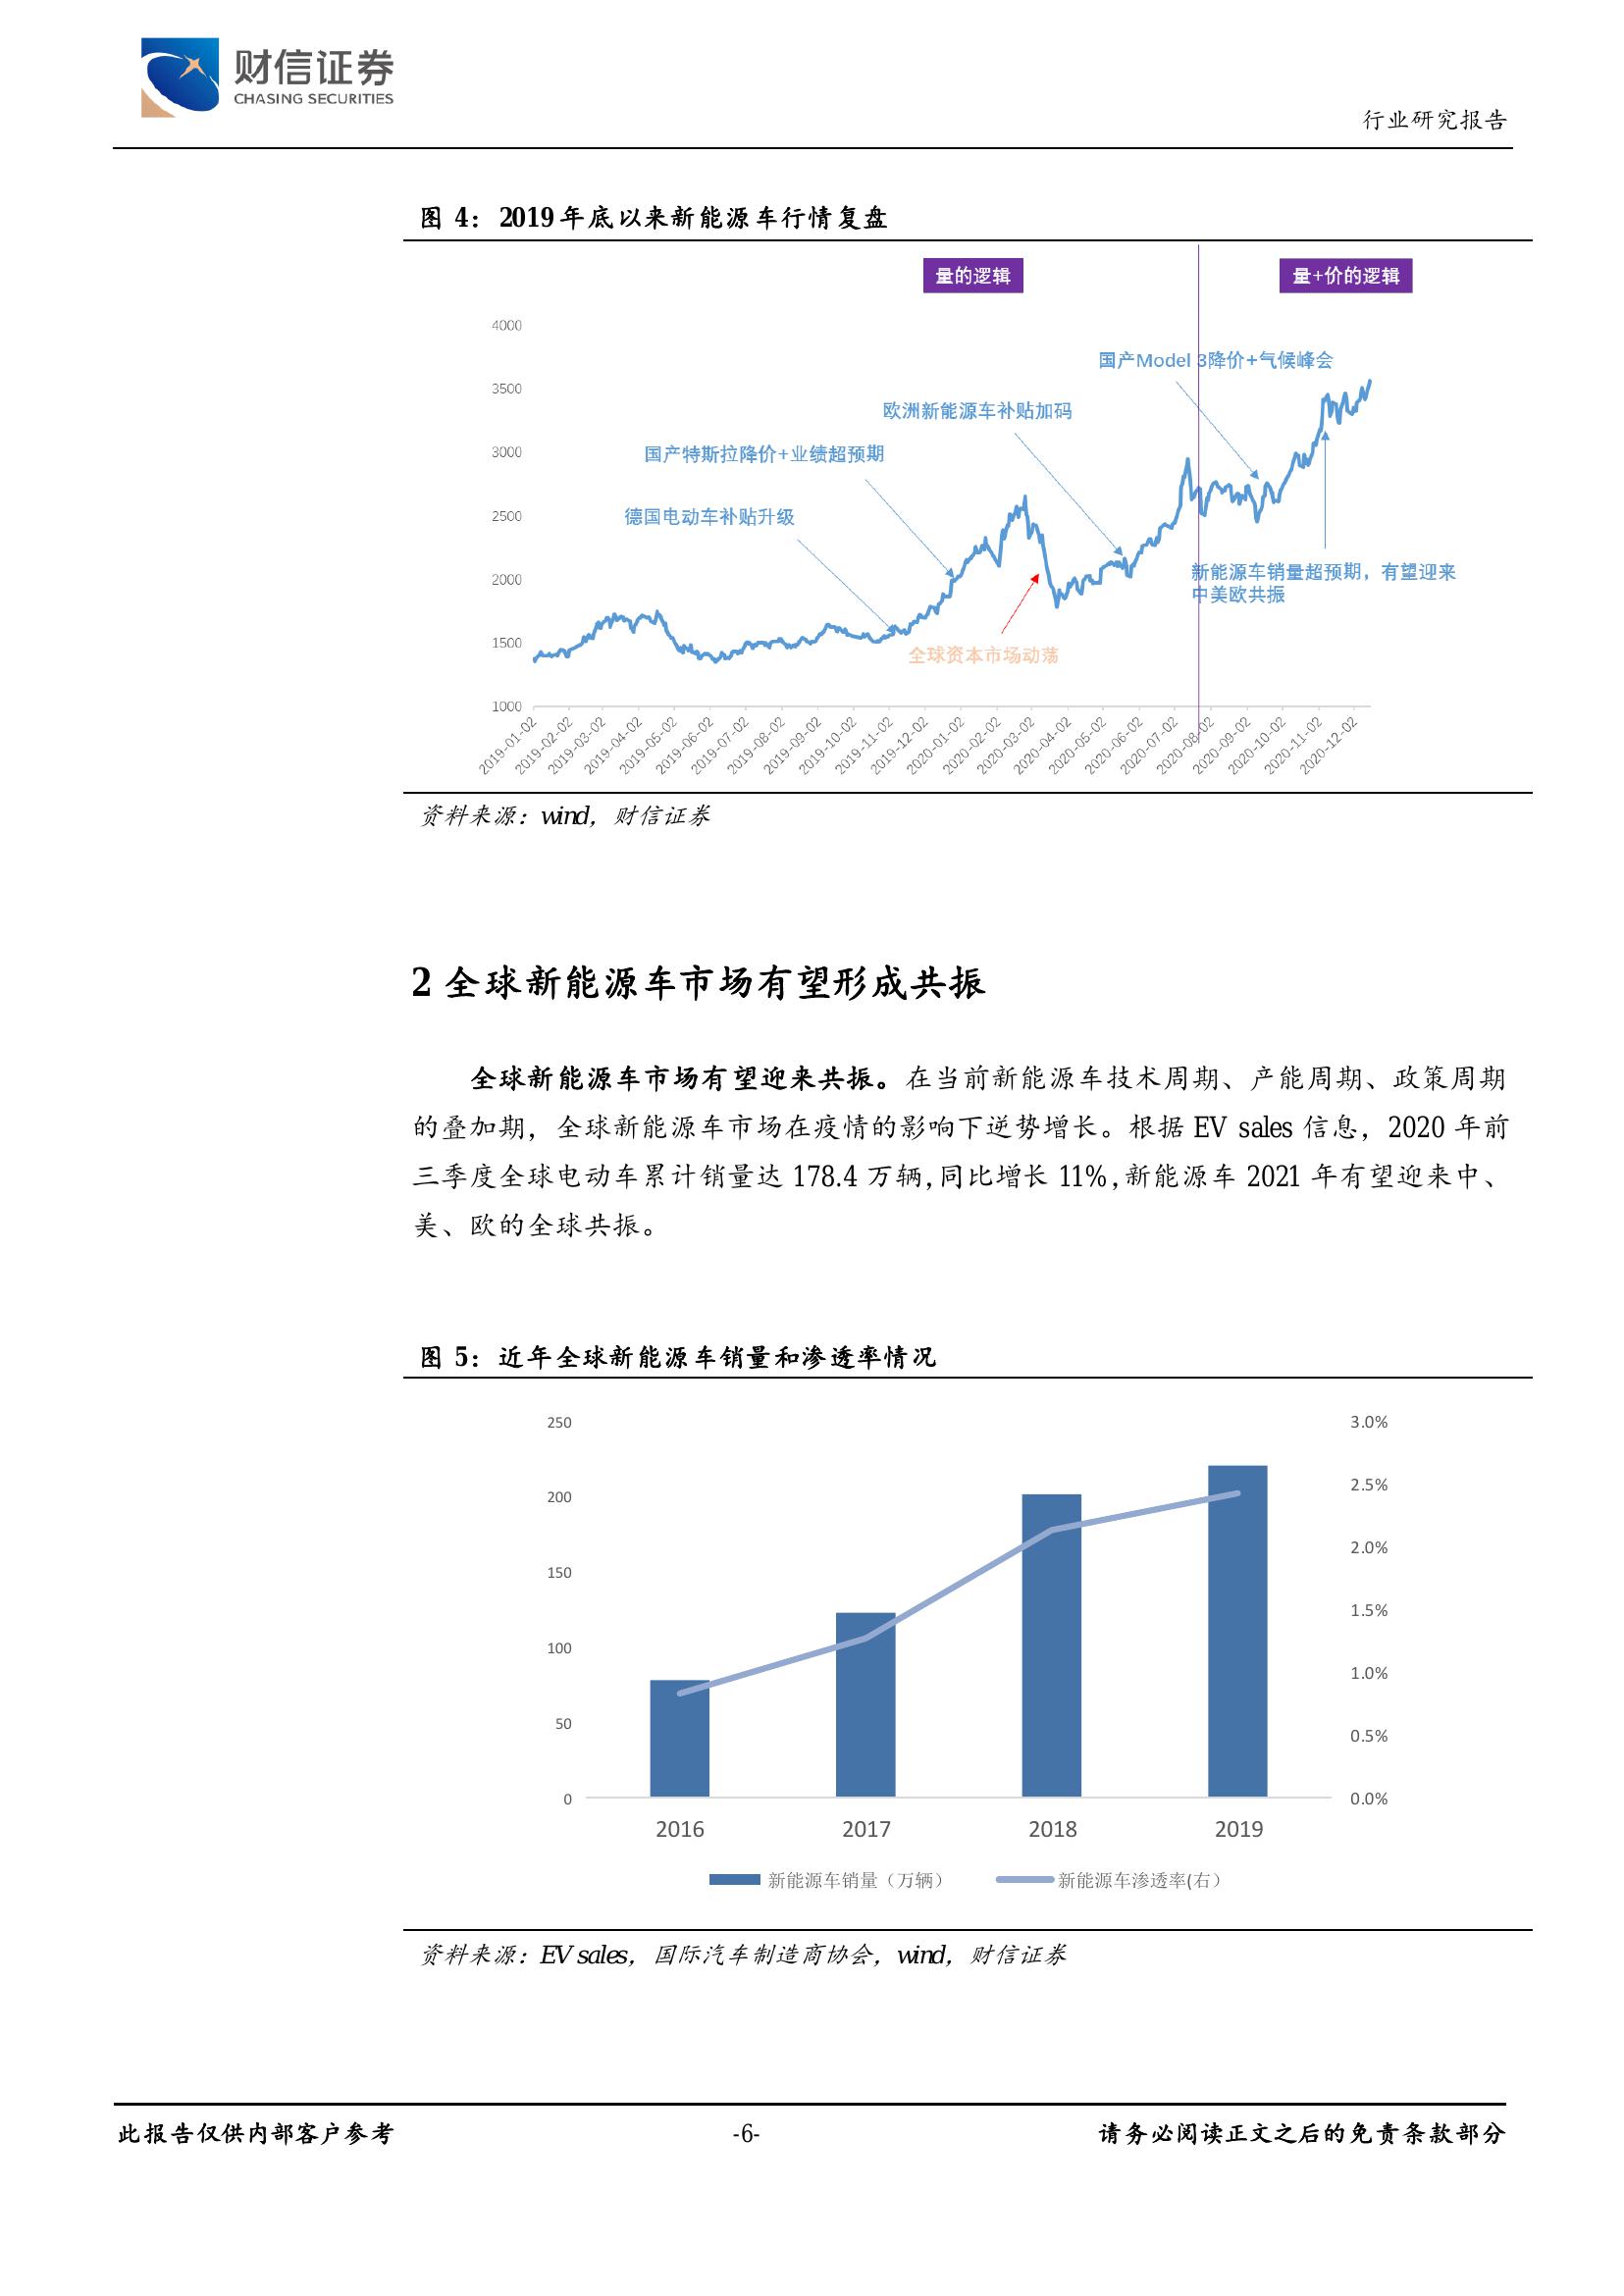 财信证券
CHASING SECURITIES
行业研究报告
图 4：2019 年底以来新能源车行情复盘
量的逻辑
量+价的逻辑
4000
3500
3000
2500
2000
1500
1000
国产Model 3降价+气候峰会
欧洲新能源车补贴加码
国产特斯拉降价+业绩超预期
德国电动车补贴升级
新能源车销量超预期，有望迎来
中美欧共振
全球资本市场动荡
2019-01-02
2019-02-02
2019-03-02
2019-04-02
2019-05-02
2019-06-02
2019-07-02
2019-08-02
2019-09-02
2019-10-02
2019-11-02
2019-12-02
2020-01-02
2020-02-02
2020-03-02
2020-04-02
2020-05-02
2020-06-02
2020-07-02
2020-08-02
2020-09-02
2020-10-02
2020-11-02
2020-12-02
资料来源：wind，财信证券
2 全球新能源车市场有望形成共振
全球新能源车市场有望迎来共振。在当前新能源车技术周期、产能周期、政策周期
的叠加期，全球新能源车市场在疫情的影响下逆势增长。根据 EV sales 信息，2020 年前
三季度全球电动车累计销量达 178.4 万辆,同比增长 11%,新能源车 2021 年有望迎来中、
美、欧的全球共振。
图 5：近年全球新能源车销量和渗透率情况
250
200
150
100
50
0
3.0%
2.5%
2.0%
1.5%
1.0%
0.5%
0.0%
2016
2017
2018
2019
新能源车销量（万辆）
新能源车渗透率(右）
资料来源：EV sales，国际汽车制造商协会，wind，财信证券
此报告仅供内部客户参考
-6-
请务必阅读正文之后的免责条款部分